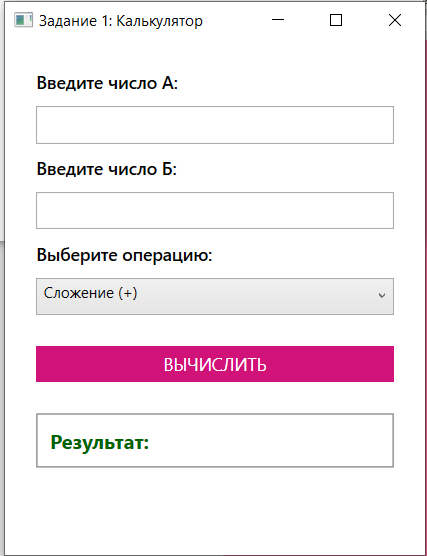 Задание 1: Калькулятор
Введите число А:
Введите число Б:
Выберите операцию:
Сложение (+)
ВЫЧИСЛИТЬ
Результат: